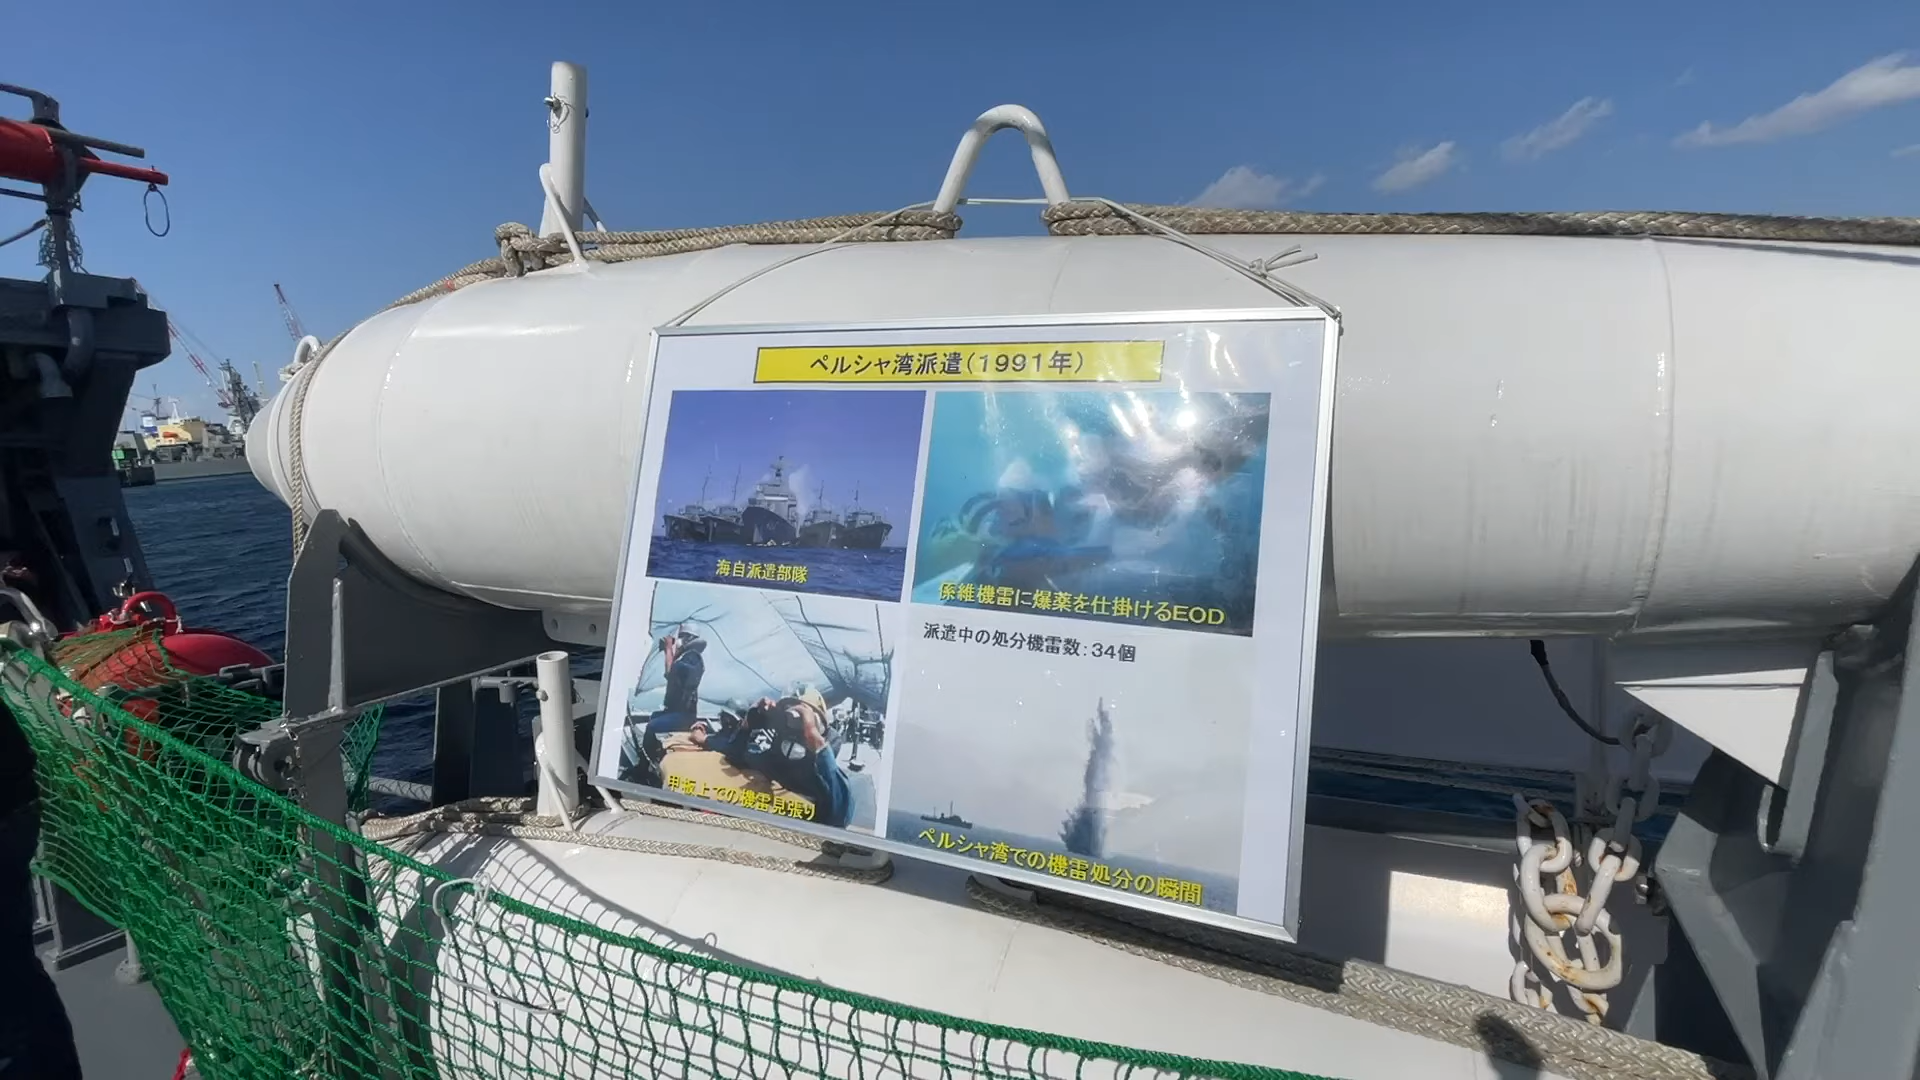 ペルシャ湾派遣(1991年)
海自派遣部隊
係維機雷に爆薬を仕掛けるEOD
派遣中の処分機雷数:34個
甲板上での機雷見張り
ペルシャ湾での機雷処分の瞬間